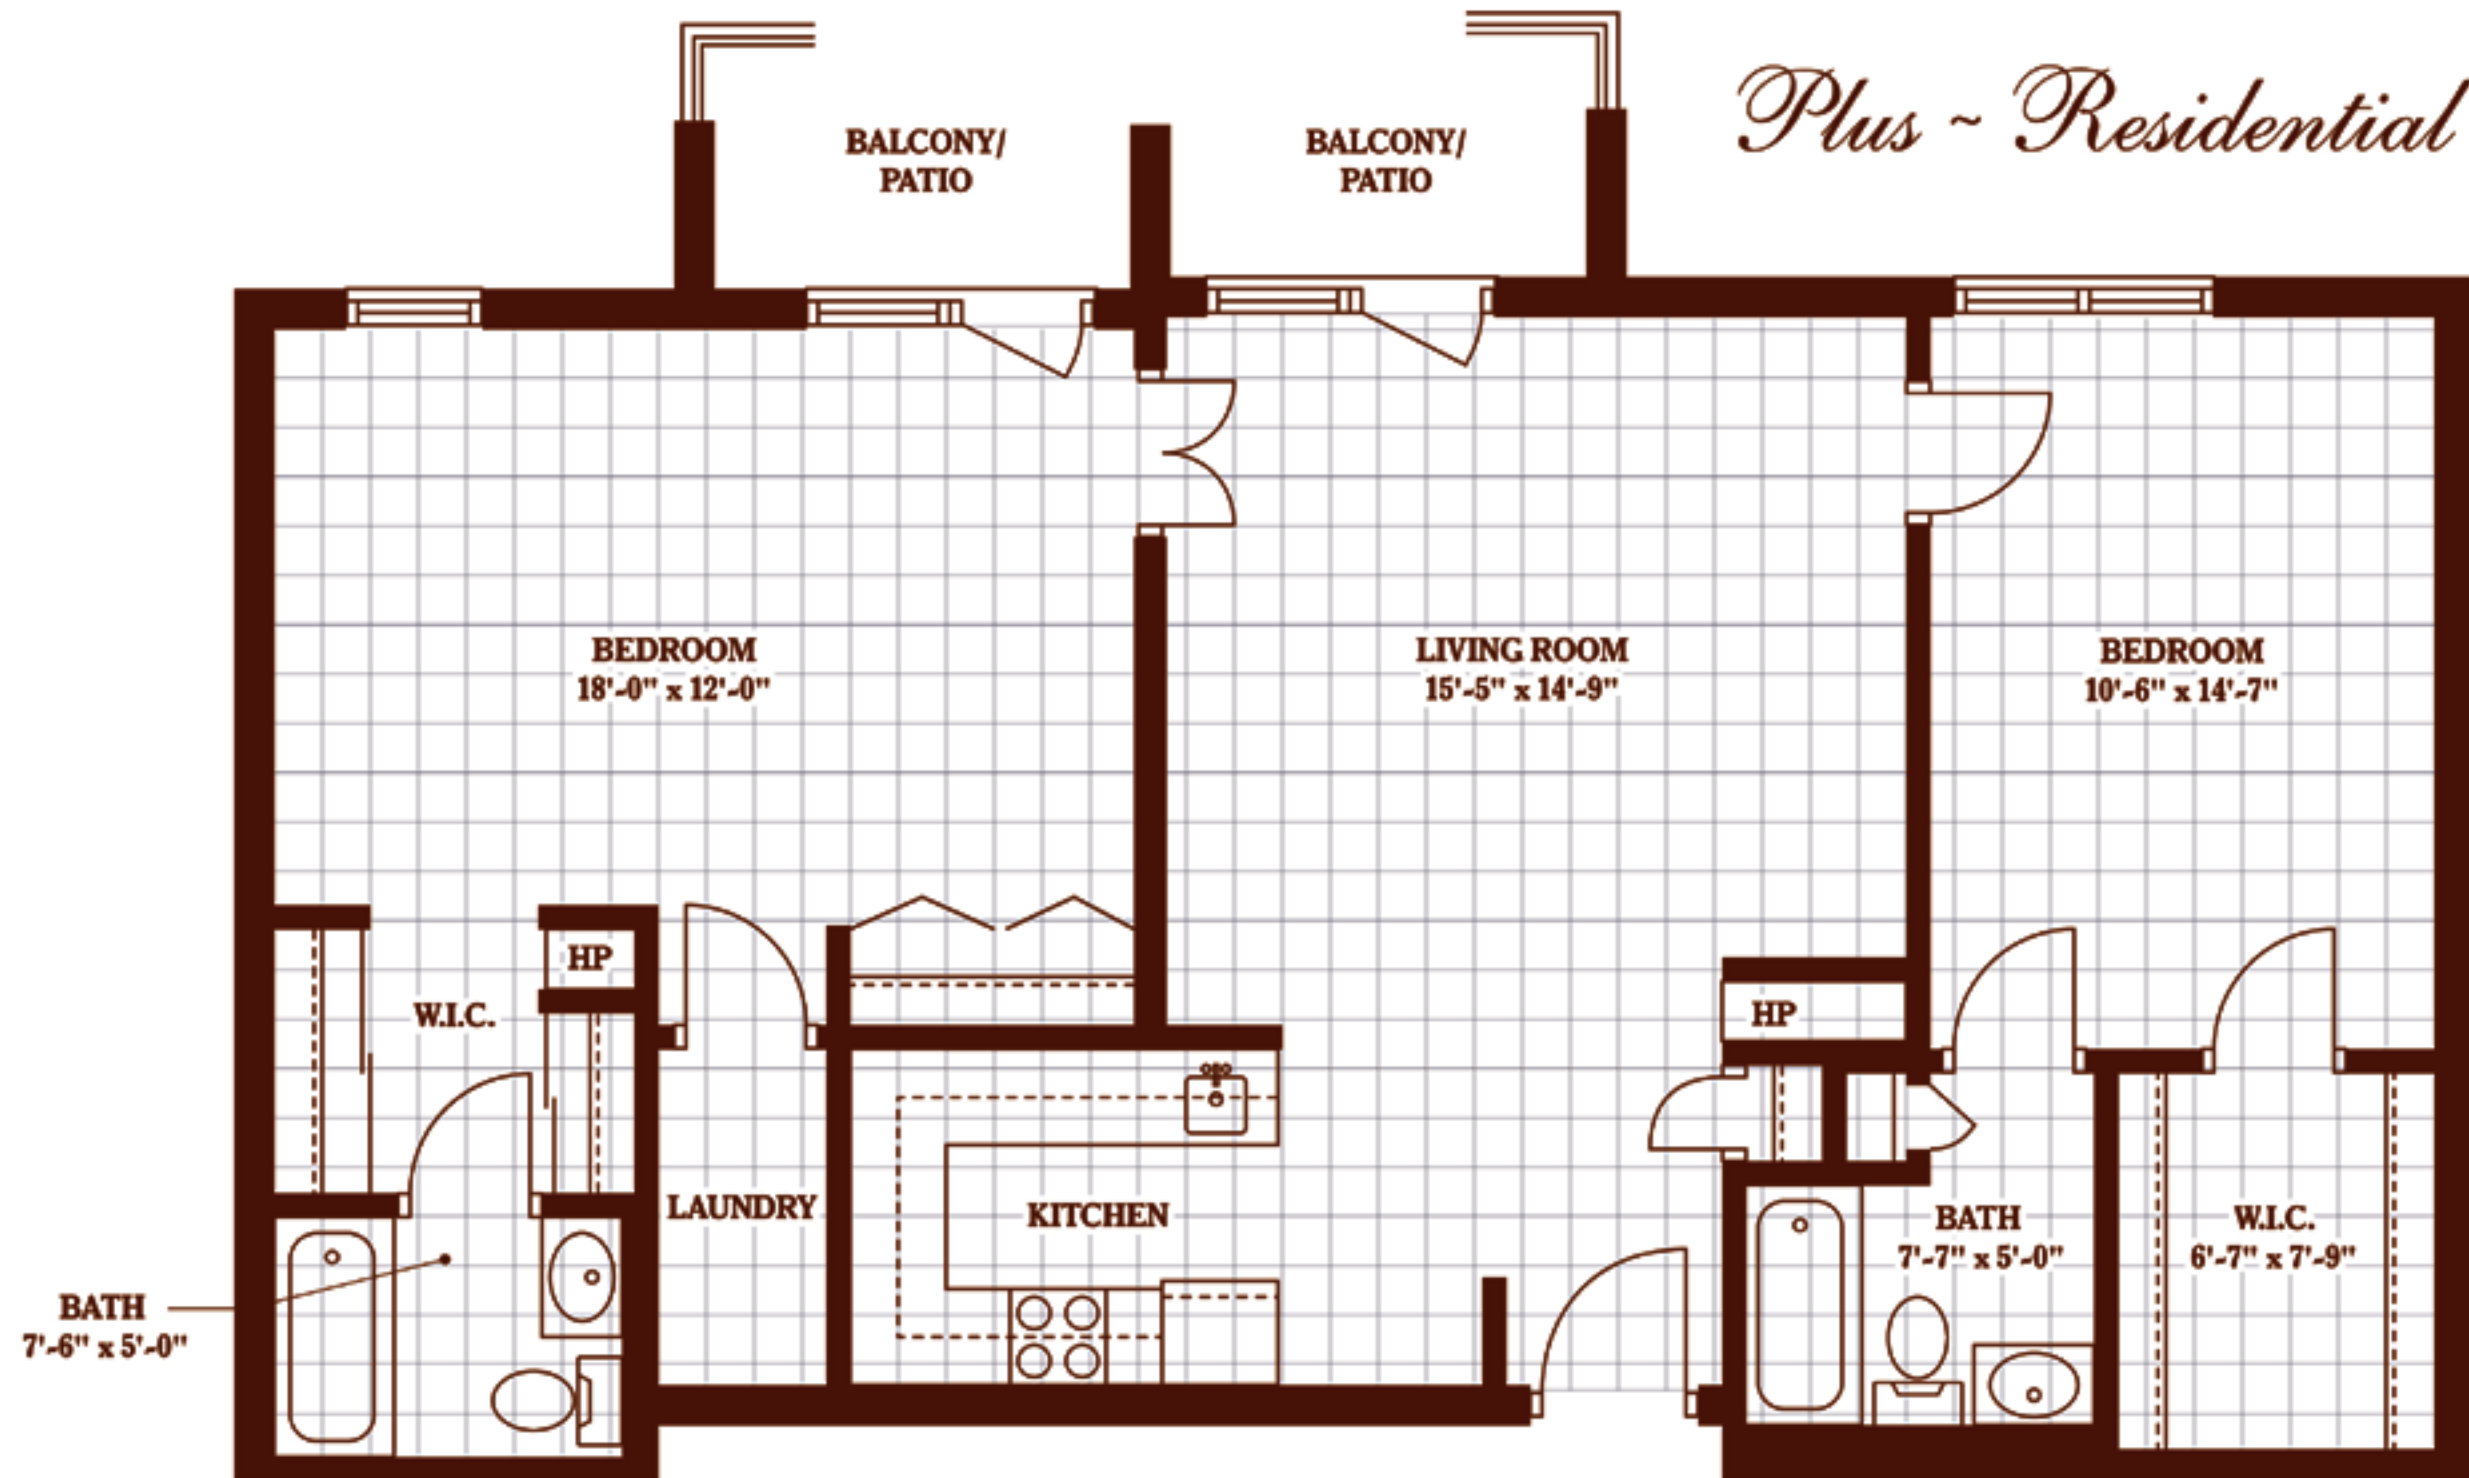 Plus ~ Residential
BALCONY/
PATIO
BALCONY/
PATIO
BEDROOM
18'-0" x 12'-0"
LIVING ROOM
15'-5" x 14'-9"
BEDROOM
10'-6" x 14'-7"
HP
W.I.C.
HP
LAUNDRY
KITCHEN
BATH
7'-7" x 5'-0"
W.I.C.
6'-7" x 7'-9"
BATH
7'-6" x 5'-0"